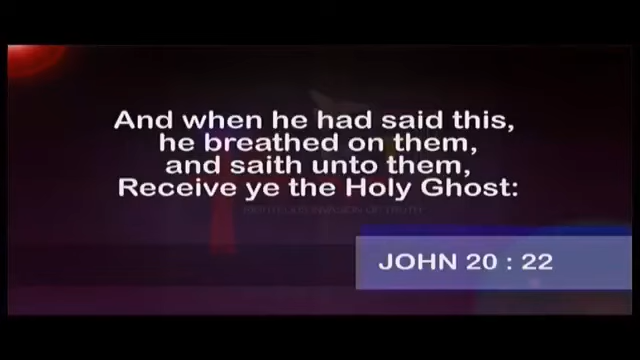 And when he had said this,
he breathed on them,
and saith unto them,
Receive ye the Holy Ghost:
JOHN 20 : 22